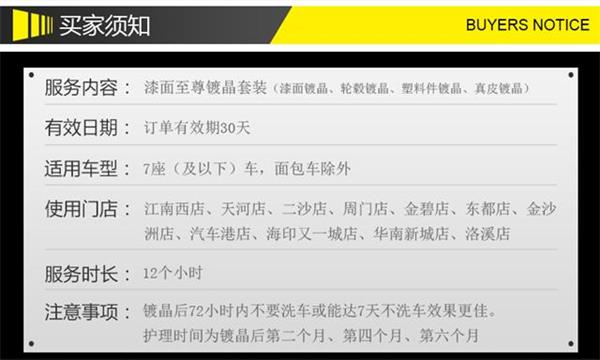 买家须知
BUYERS NOTICE
服务内容：漆面至尊镀晶套装（漆面镀晶、轮毂镀晶、塑料件镀晶、真皮镀晶）
有效日期：订单有效期30天
适用车型：7座（及以下）车，面包车除外
使用门店：江南西店、天河店、二沙店、周门店、金碧店、东都店、金沙
洲店、汽车港店、海印又一城店、华南新城店、洛溪店
服务时长：12个小时
注意事项：镀晶后72小时内不要洗车或能达7天不洗车效果更佳。
护理时间为镀晶后第二个月、第四个月、第六个月